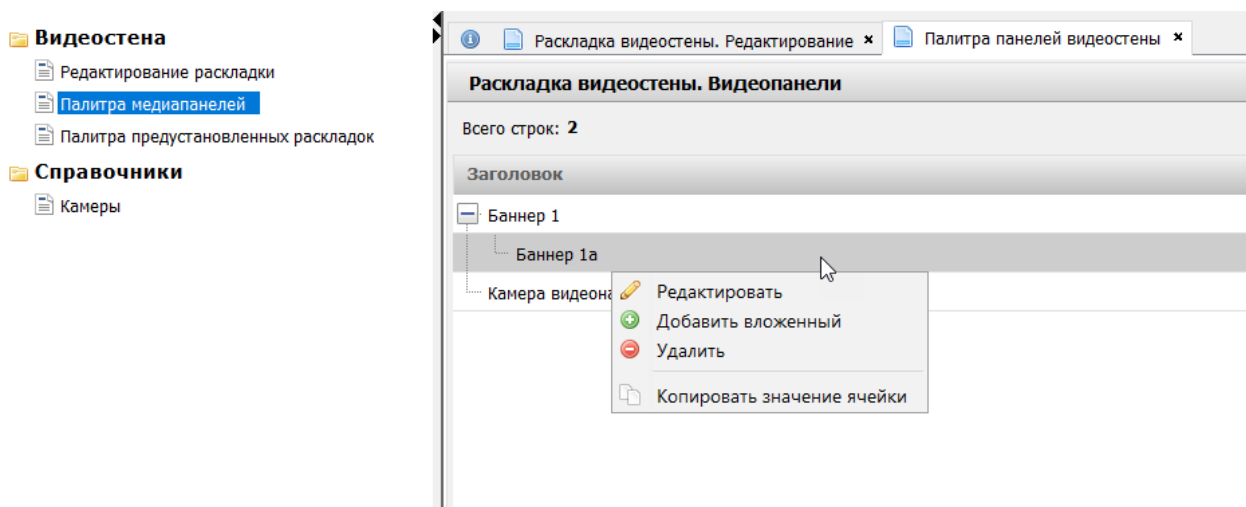 Видеостена
Редактирование раскладки
Палитра медиапанелей
Палитра предустановленных раскладок
Справочники
Камеры
Раскладка видеостены. Редактирование × Палитра панелей видеостены ×
Раскладка видеостены. Видеопанели
Всего строк: 2
Заголовок
Баннер 1
Баннер 1а
Камера
Редактировать
Добавить вложенный
Удалить
Копировать значение ячейки